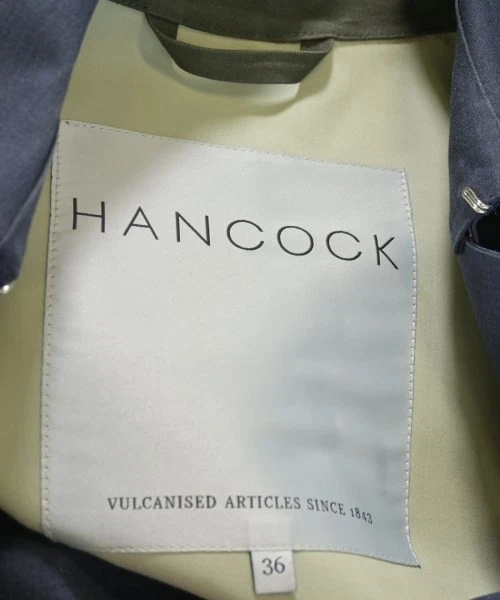 HANCOCK
VULCANISED ARTICLES SINCE 1843
36